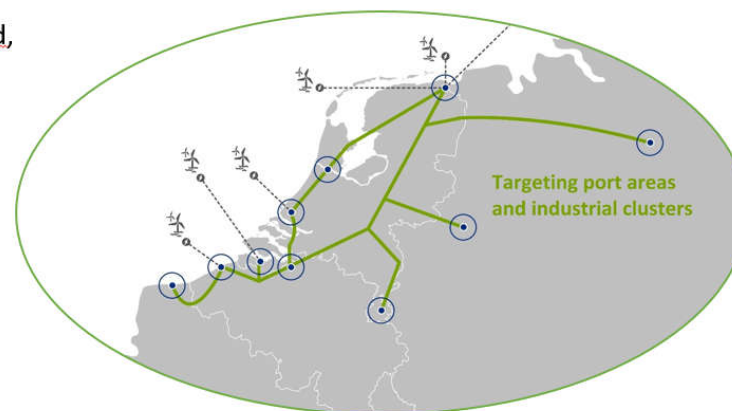 d,
Targeting port areas
and industrial clusters